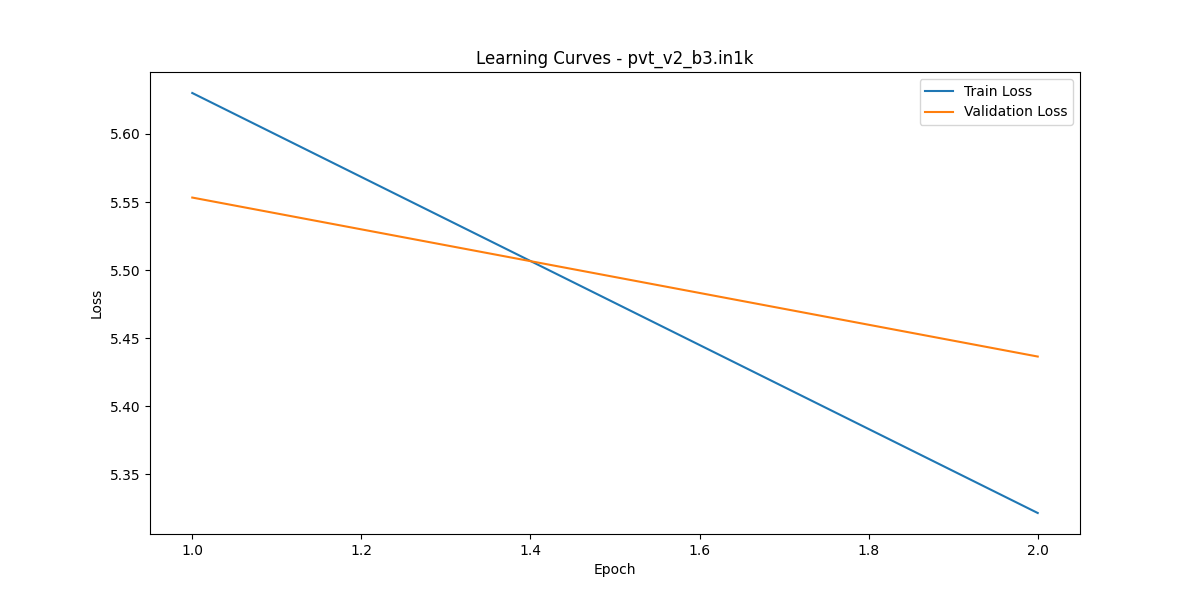 Learning Curves - pvt_v2_b3.in1k
Train Loss
Validation Loss
5.60
5.55
5.50
5.45
5.40
5.35
Loss
1.0 1.2 1.4 1.6 1.8 2.0
Epoch